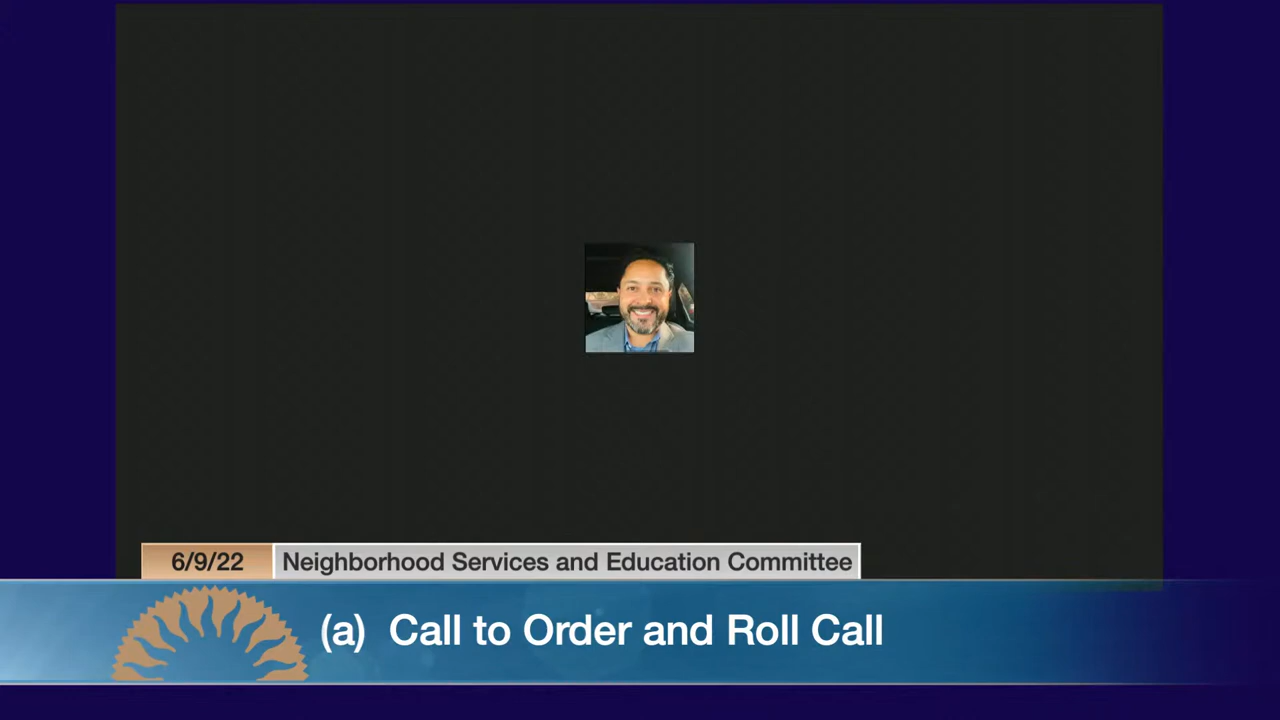 6/9/22 Neighborhood Services and Education Committee
(a) Call to Order and Roll Call